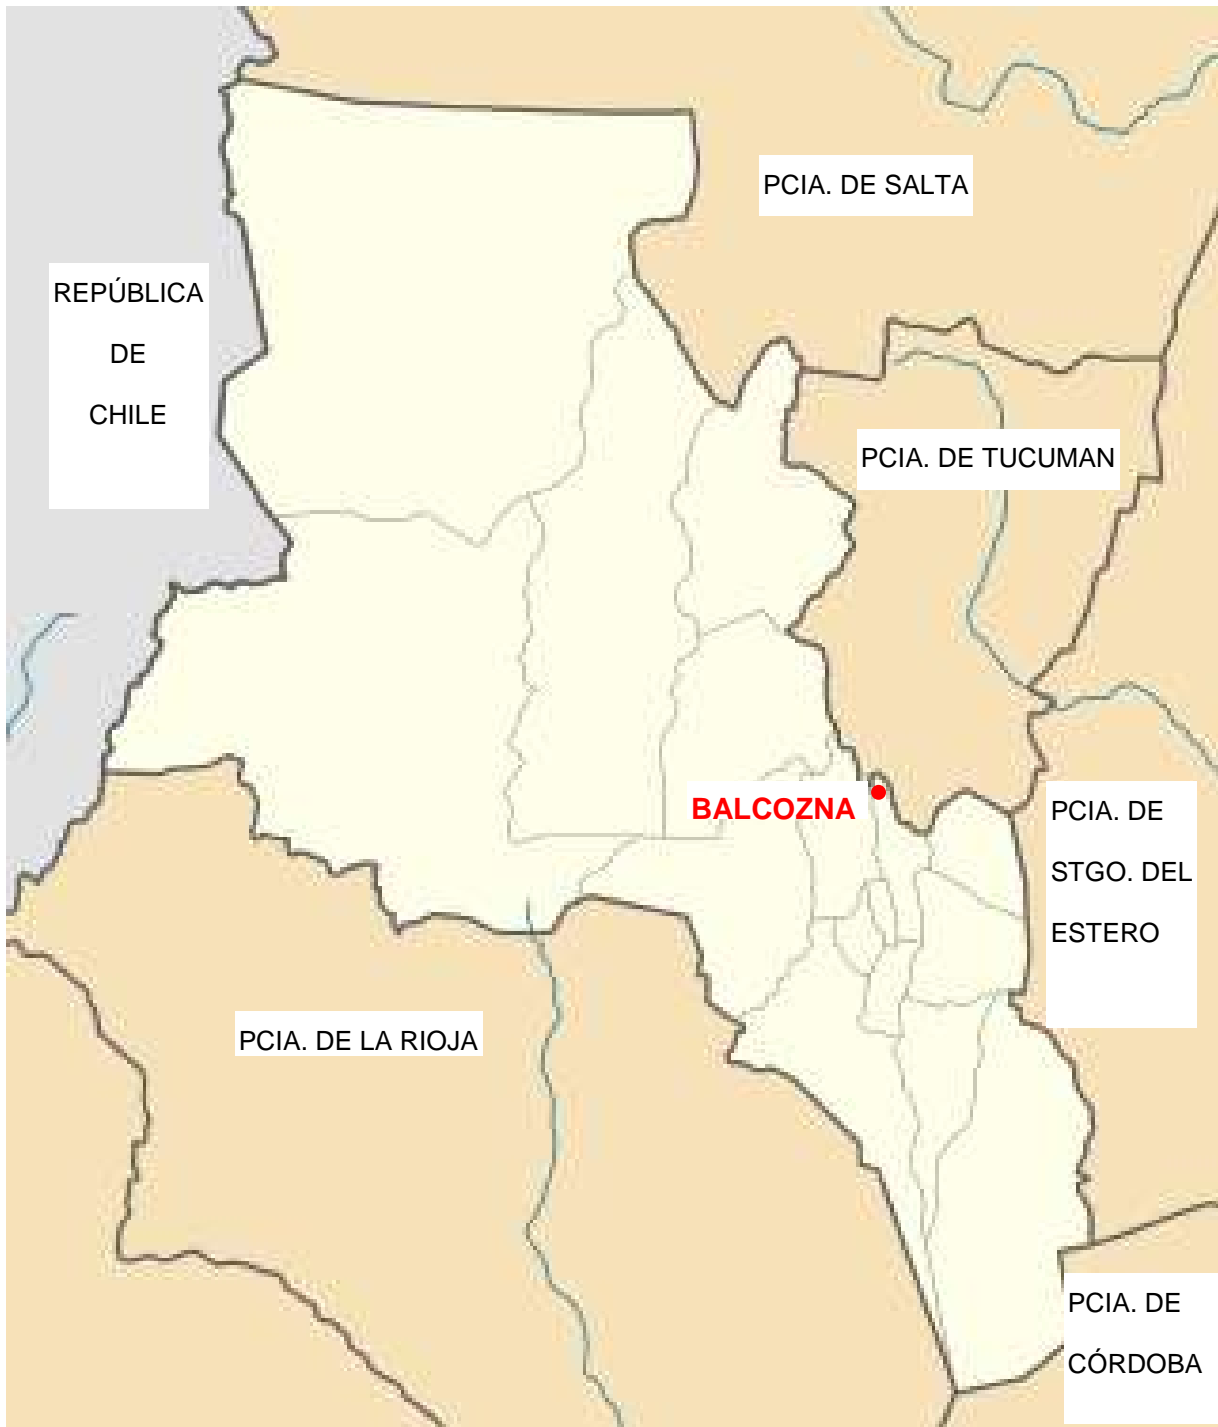 PCIA. DE SALTA
REPÚBLICA
DE
CHILE
PCIA. DE TUCUMAN
BALCOZNA
PCIA. DE
STGO. DEL
ESTERO
PCIA. DE LA RIOJA
PCIA. DE
CÓRDOBA